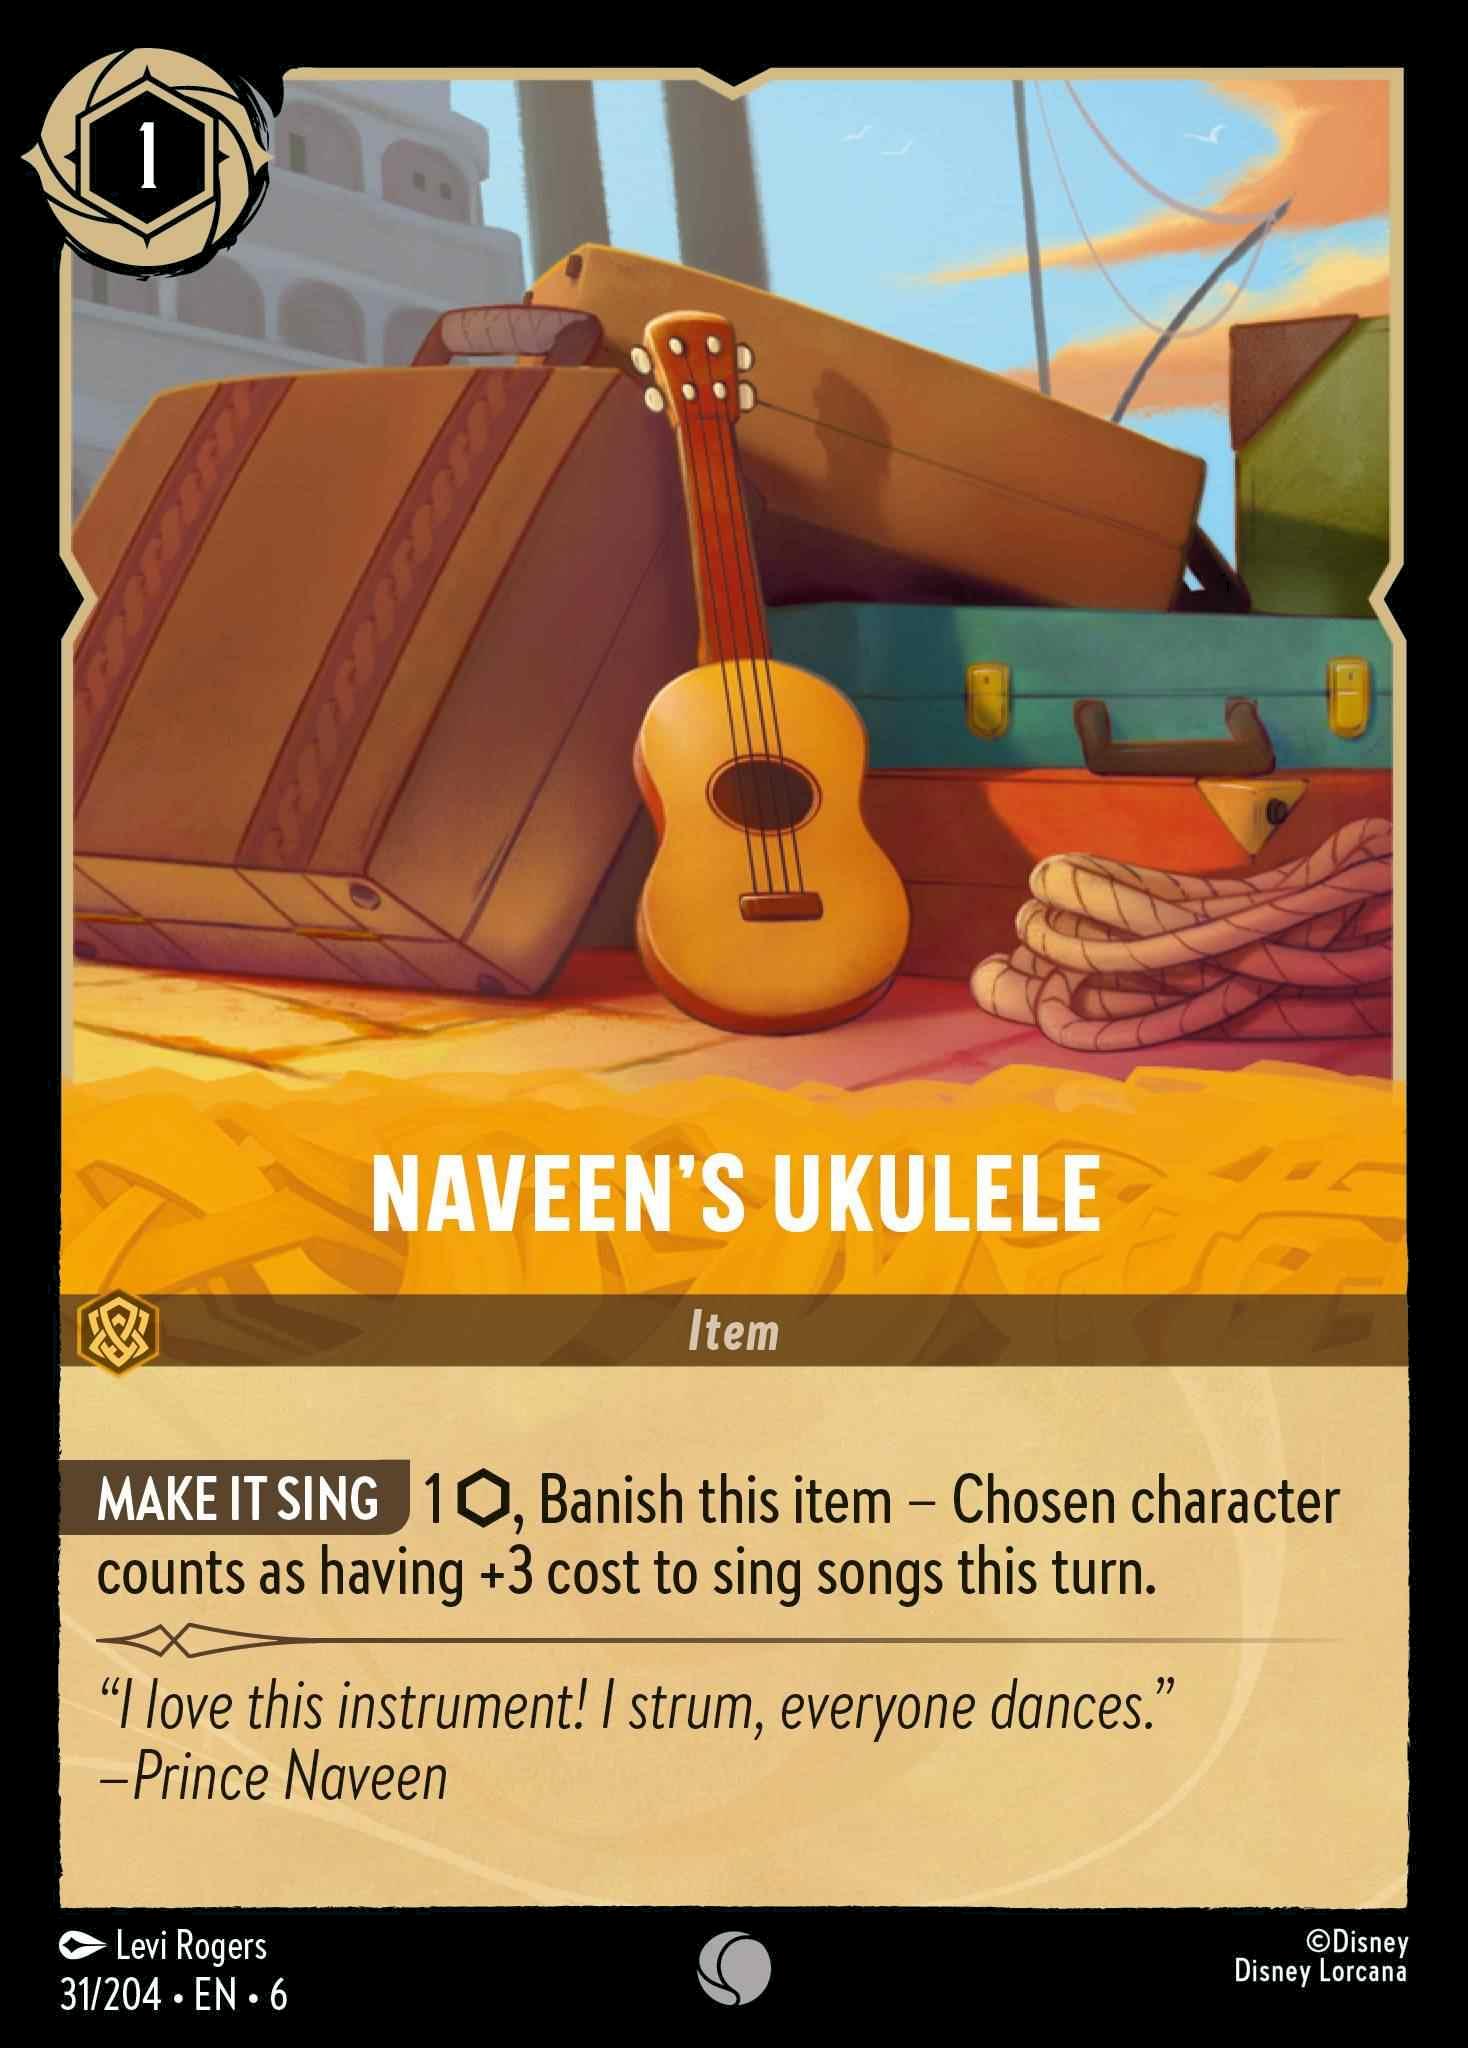 1
NAVEEN’S UKULELE
Item
MAKE IT SING 1 ⬡, Banish this item – Chosen character
counts as having +3 cost to sing songs this turn.
“I love this instrument! I strum, everyone dances.”
–Prince Naveen
Levi Rogers
31/204 • EN • 6
©Disney
Disney Lorcana